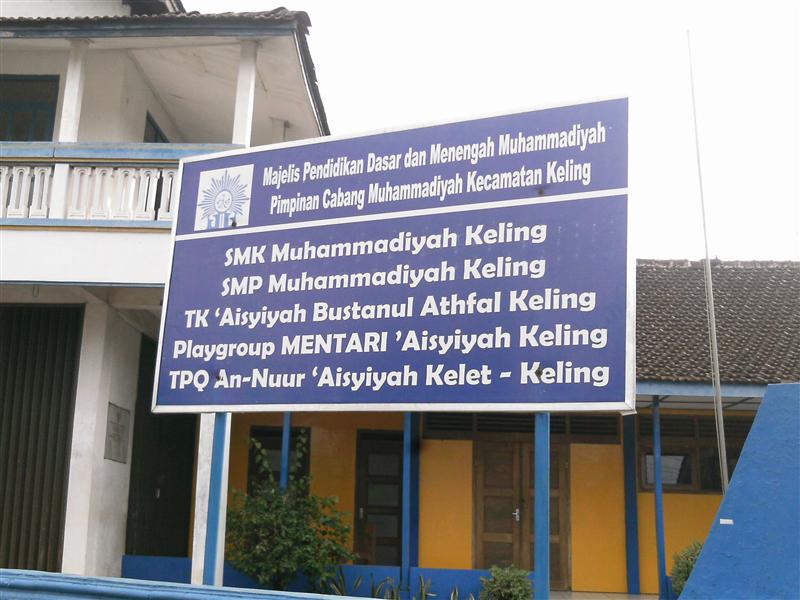 Majelis Pendidikan Dasar dan Menengah Muhammadiyah
Pimpinan Cabang Muhammadiyah Kecamatan Keling
SMK Muhammadiyah Keling
SMP Muhammadiyah Keling
TK ‘Aisyiyah Bustanul Athfal Keling
Playgroup MENTARI ’Aisyiyah Keling
TPQ An-Nuur ‘Aisyiyah Kelet - Keling